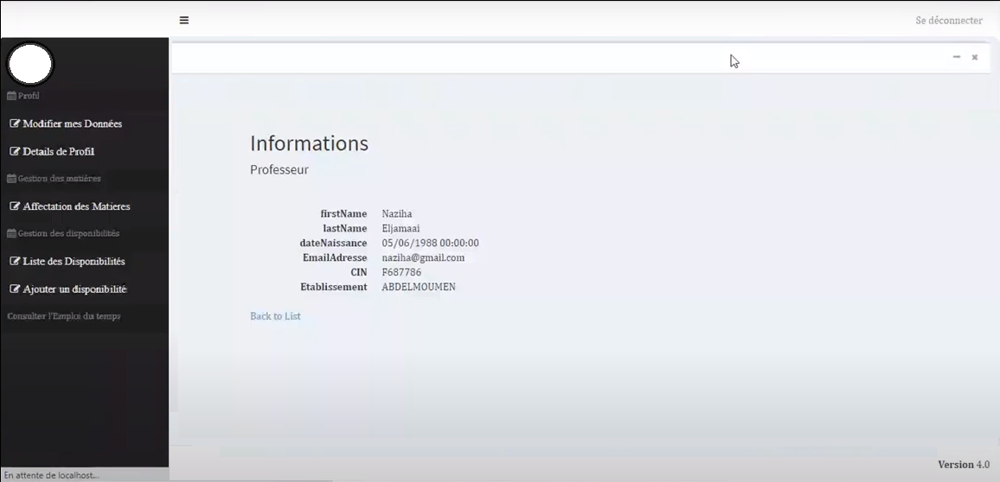 Se déconnecter
Profil
Modifier mes Données
Details de Profil
Gestion des matières
Affectation des Matieres
Gestion des disponibilités
Liste des Disponibilités
Ajouter un disponibilité
Consulter l'Emploi du temps
Informations
Professeur
firstName Naziha
lastName Eljamaai
dateNaissance 05/06/1988 00:00:00
EmailAdresse naziha@gmail.com
CIN F687786
Etablissement ABDELMOUMEN
Back to List
Version 4.0
En attente de localhost...